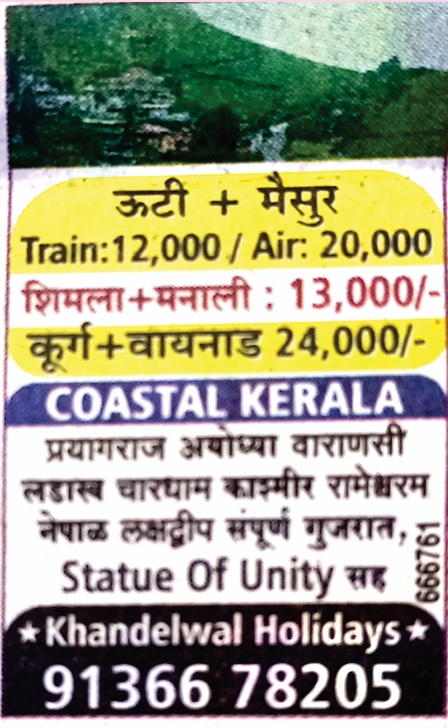 ऊटी + मैसुर
Train:12,000 / Air: 20,000
शिमला+मनाली : 13,000/-
कूर्ग+वायनाड 24,000/-
COASTAL KERALA
प्रयागराज अयोध्या वाराणसी
लडाख चारधाम काश्मीर रामेश्वरम
नेपाळ लक्षद्वीप संपूर्ण गुजरात,
Statue Of Unity सह
666761
★Khandelwal Holidays★
91366 78205